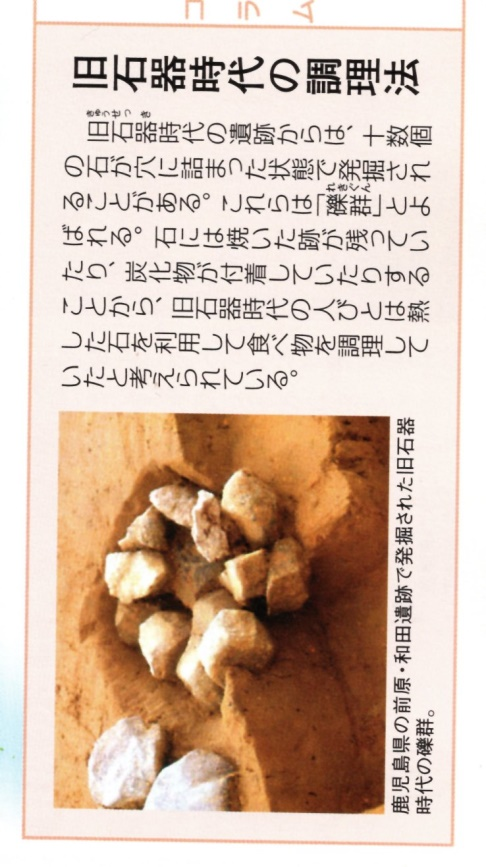 コラム
旧石器時代の調理法
きゅうせっき
旧石器時代の遺跡からは、十数個
の石が穴に詰まった状態で発掘され
れきぐん
ることがある。これらは「礫群」とよ
ばれる。石には焼いた跡が残ってい
たり、炭化物が付着していたりする
ことから、旧石器時代の人びとは熱
した石を利用して食べ物を調理して
いたと考えられている。
鹿児島県の前原・和田遺跡で発掘された旧石器
時代の礫群。